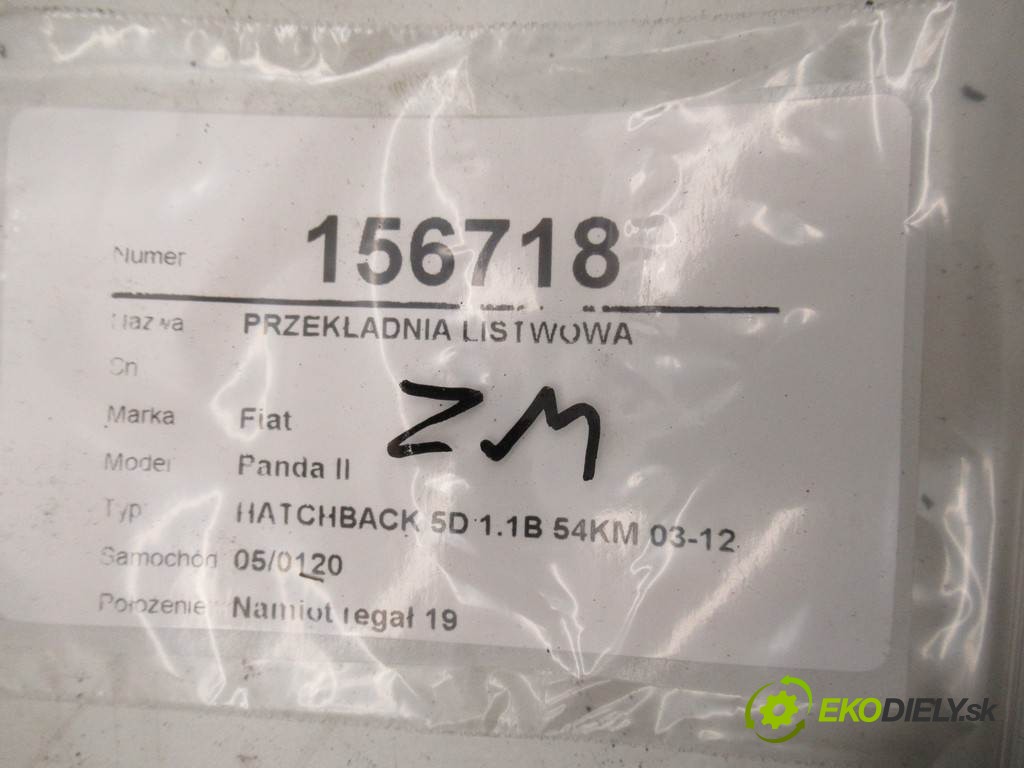 Numer 156718
Nazwa PRZEKŁADNIA LISTWOWA
Sn
ZM
Marka Fiat
Model Panda II
Typ HATCHBACK 5D 1.1B 54KM 03-12
Samochód 05/0120
Położenie Namiot regał 19
EKODIELY.sk